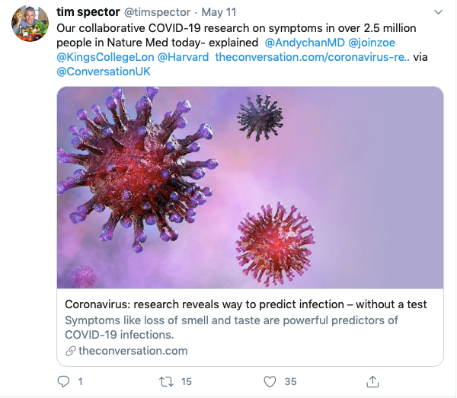 tim spector @timspector · May 11
Our collaborative COVID-19 research on symptoms in over 2.5 million
people in Nature Med today- explained @AndychanMD @joinzoe
@KingsCollegeLon @Harvard theconversation.com/coronavirus-re.. via
@ConversationUK
Coronavirus: research reveals way to predict infection – without a test
Symptoms like loss of smell and taste are powerful predictors of
COVID-19 infections.
theconversation.com
1 15 35